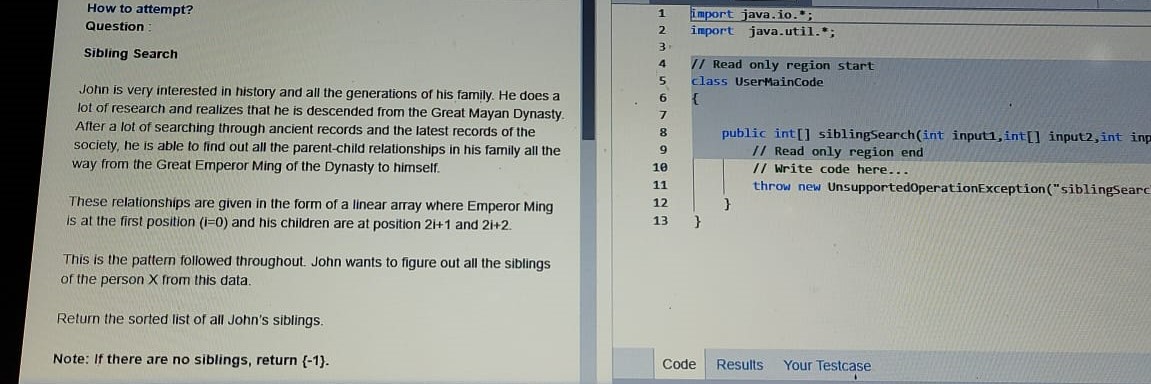 How to attempt?
Question :
Sibling Search
John is very interested in history and all the generations of his family. He does a
lot of research and realizes that he is descended from the Great Mayan Dynasty.
After a lot of searching through ancient records and the latest records of the
society, he is able to find out all the parent-child relationships in his family all the
way from the Great Emperor Ming of the Dynasty to himself.
These relationships are given in the form of a linear array where Emperor Ming
is at the first position (i=0) and his children are at position 2i+1 and 2i+2.
This is the pattern followed throughout. John wants to figure out all the siblings
of the person X from this data.
Return the sorted list of all John's siblings.
Note: If there are no siblings, return {-1}.
1 import java.io.*;
2 import java.util.*;
3
4 // Read only region start
5 class UserMainCode
6 {
7
8 public int[] siblingSearch(int input1,int[] input2,int inp
9 // Read only region end
10 // Write code here...
11 throw new UnsupportedOperationException("siblingSearc
12 }
13 }
Code Results Your Testcase